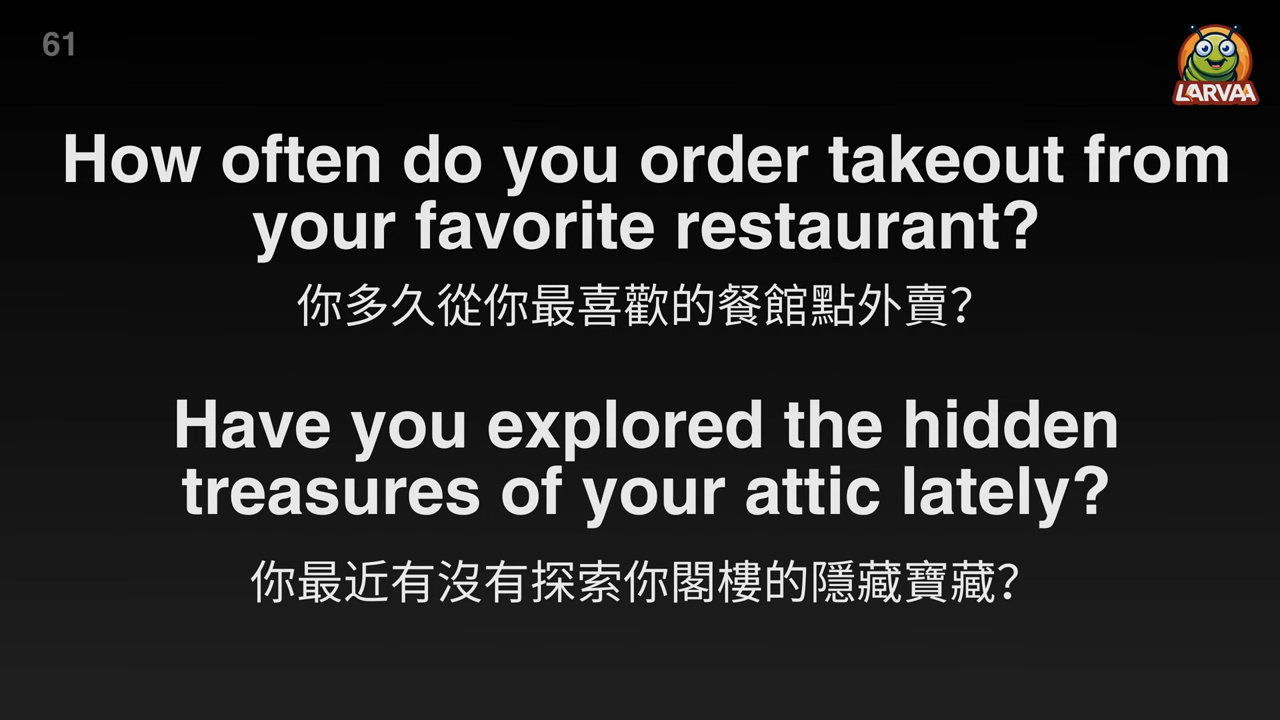 61
LARVAA
How often do you order takeout from
your favorite restaurant?
你多久從你最喜歡的餐館點外賣？
Have you explored the hidden
treasures of your attic lately?
你最近有沒有探索你閣樓的隱藏寶藏？